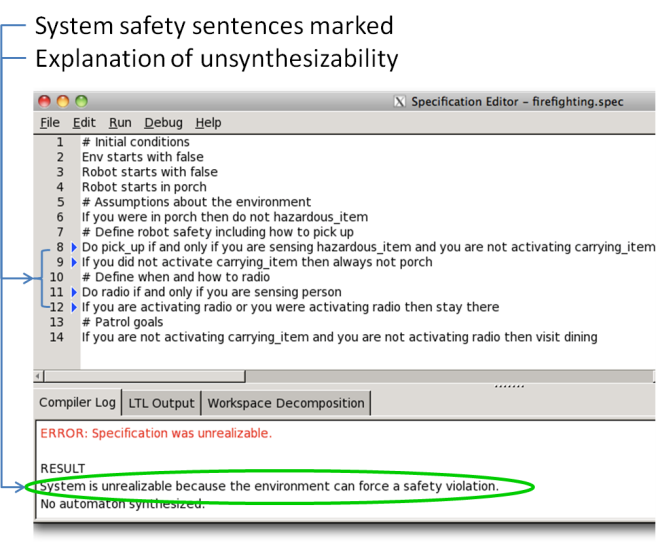 System safety sentences marked
Explanation of unsynthesizability
Specification Editor – firefighting.spec
File Edit Run Debug Help
1 # Initial conditions
2 Env starts with false
3 Robot starts with false
4 Robot starts in porch
5 # Assumptions about the environment
6 If you were in porch then do not hazardous_item
7 # Define robot safety including how to pick up
8 Do pick_up if and only if you are sensing hazardous_item and you are not activating carrying_item
9 If you did not activate carrying_item then always not porch
10 # Define when and how to radio
11 Do radio if and only if you are sensing person
12 If you are activating radio or you were activating radio then stay there
13 # Patrol goals
14 If you are not activating carrying_item and you are not activating radio then visit dining
Compiler Log LTL Output Workspace Decomposition
ERROR: Specification was unrealizable.
RESULT
System is unrealizable because the environment can force a safety violation.
No automaton synthesized.